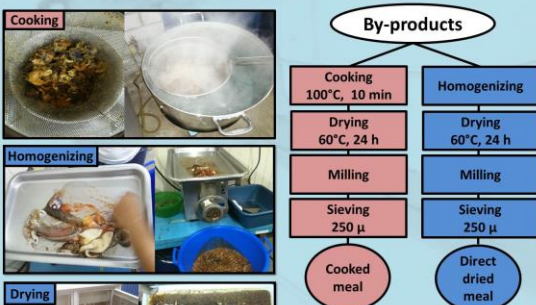 Cooking
Homogenizing
Drying
By-products
Cooking
100°C, 10 min
Drying
60°C, 24 h
Milling
Sieving
250 µ
Cooked
meal
Homogenizing
Drying
60°C, 24 h
Milling
Sieving
250 µ
Direct
dried
meal